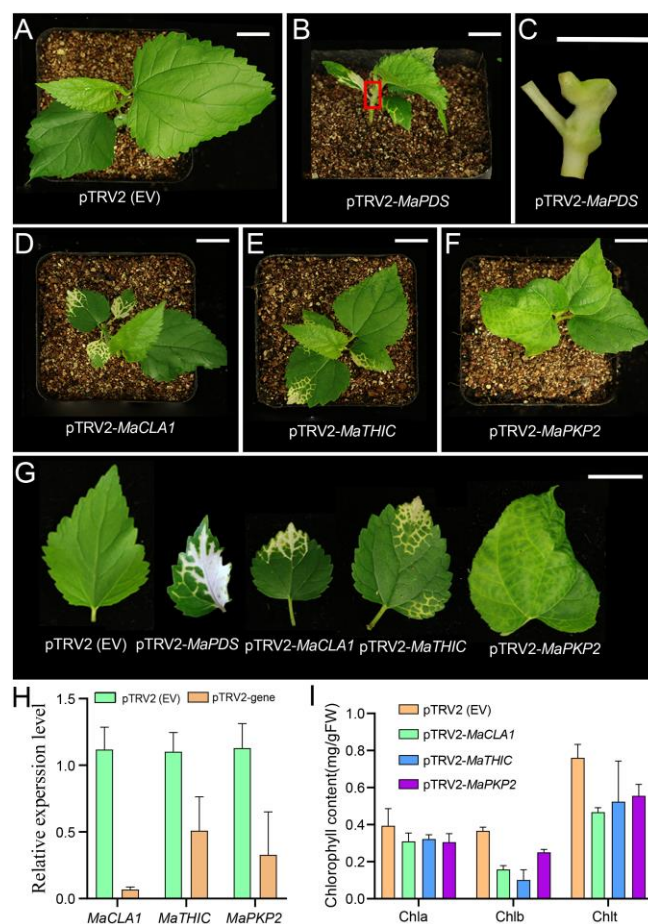 A
B
C
pTRV2 (EV)
pTRV2-MaPDS
pTRV2-MaPDS
D
E
F
pTRV2-MaCLA1
pTRV2-MaTHIC
pTRV2-MaPKP2
G
pTRV2 (EV)
pTRV2-MaPDS
pTRV2-MaCLA1
pTRV2-MaTHIC
pTRV2-MaPKP2
H
pTRV2 (EV)
pTRV2-gene
Relative experssion level
1.5
1.0
0.5
0.0
MaCLA1
MaTHIC
MaPKP2
I
pTRV2 (EV)
pTRV2-MaCLA1
pTRV2-MaTHIC
pTRV2-MaPKP2
Chlorophyll content(mg/gFW)
1.0
0.8
0.6
0.4
0.2
0.0
Chla
Chlb
Chlt